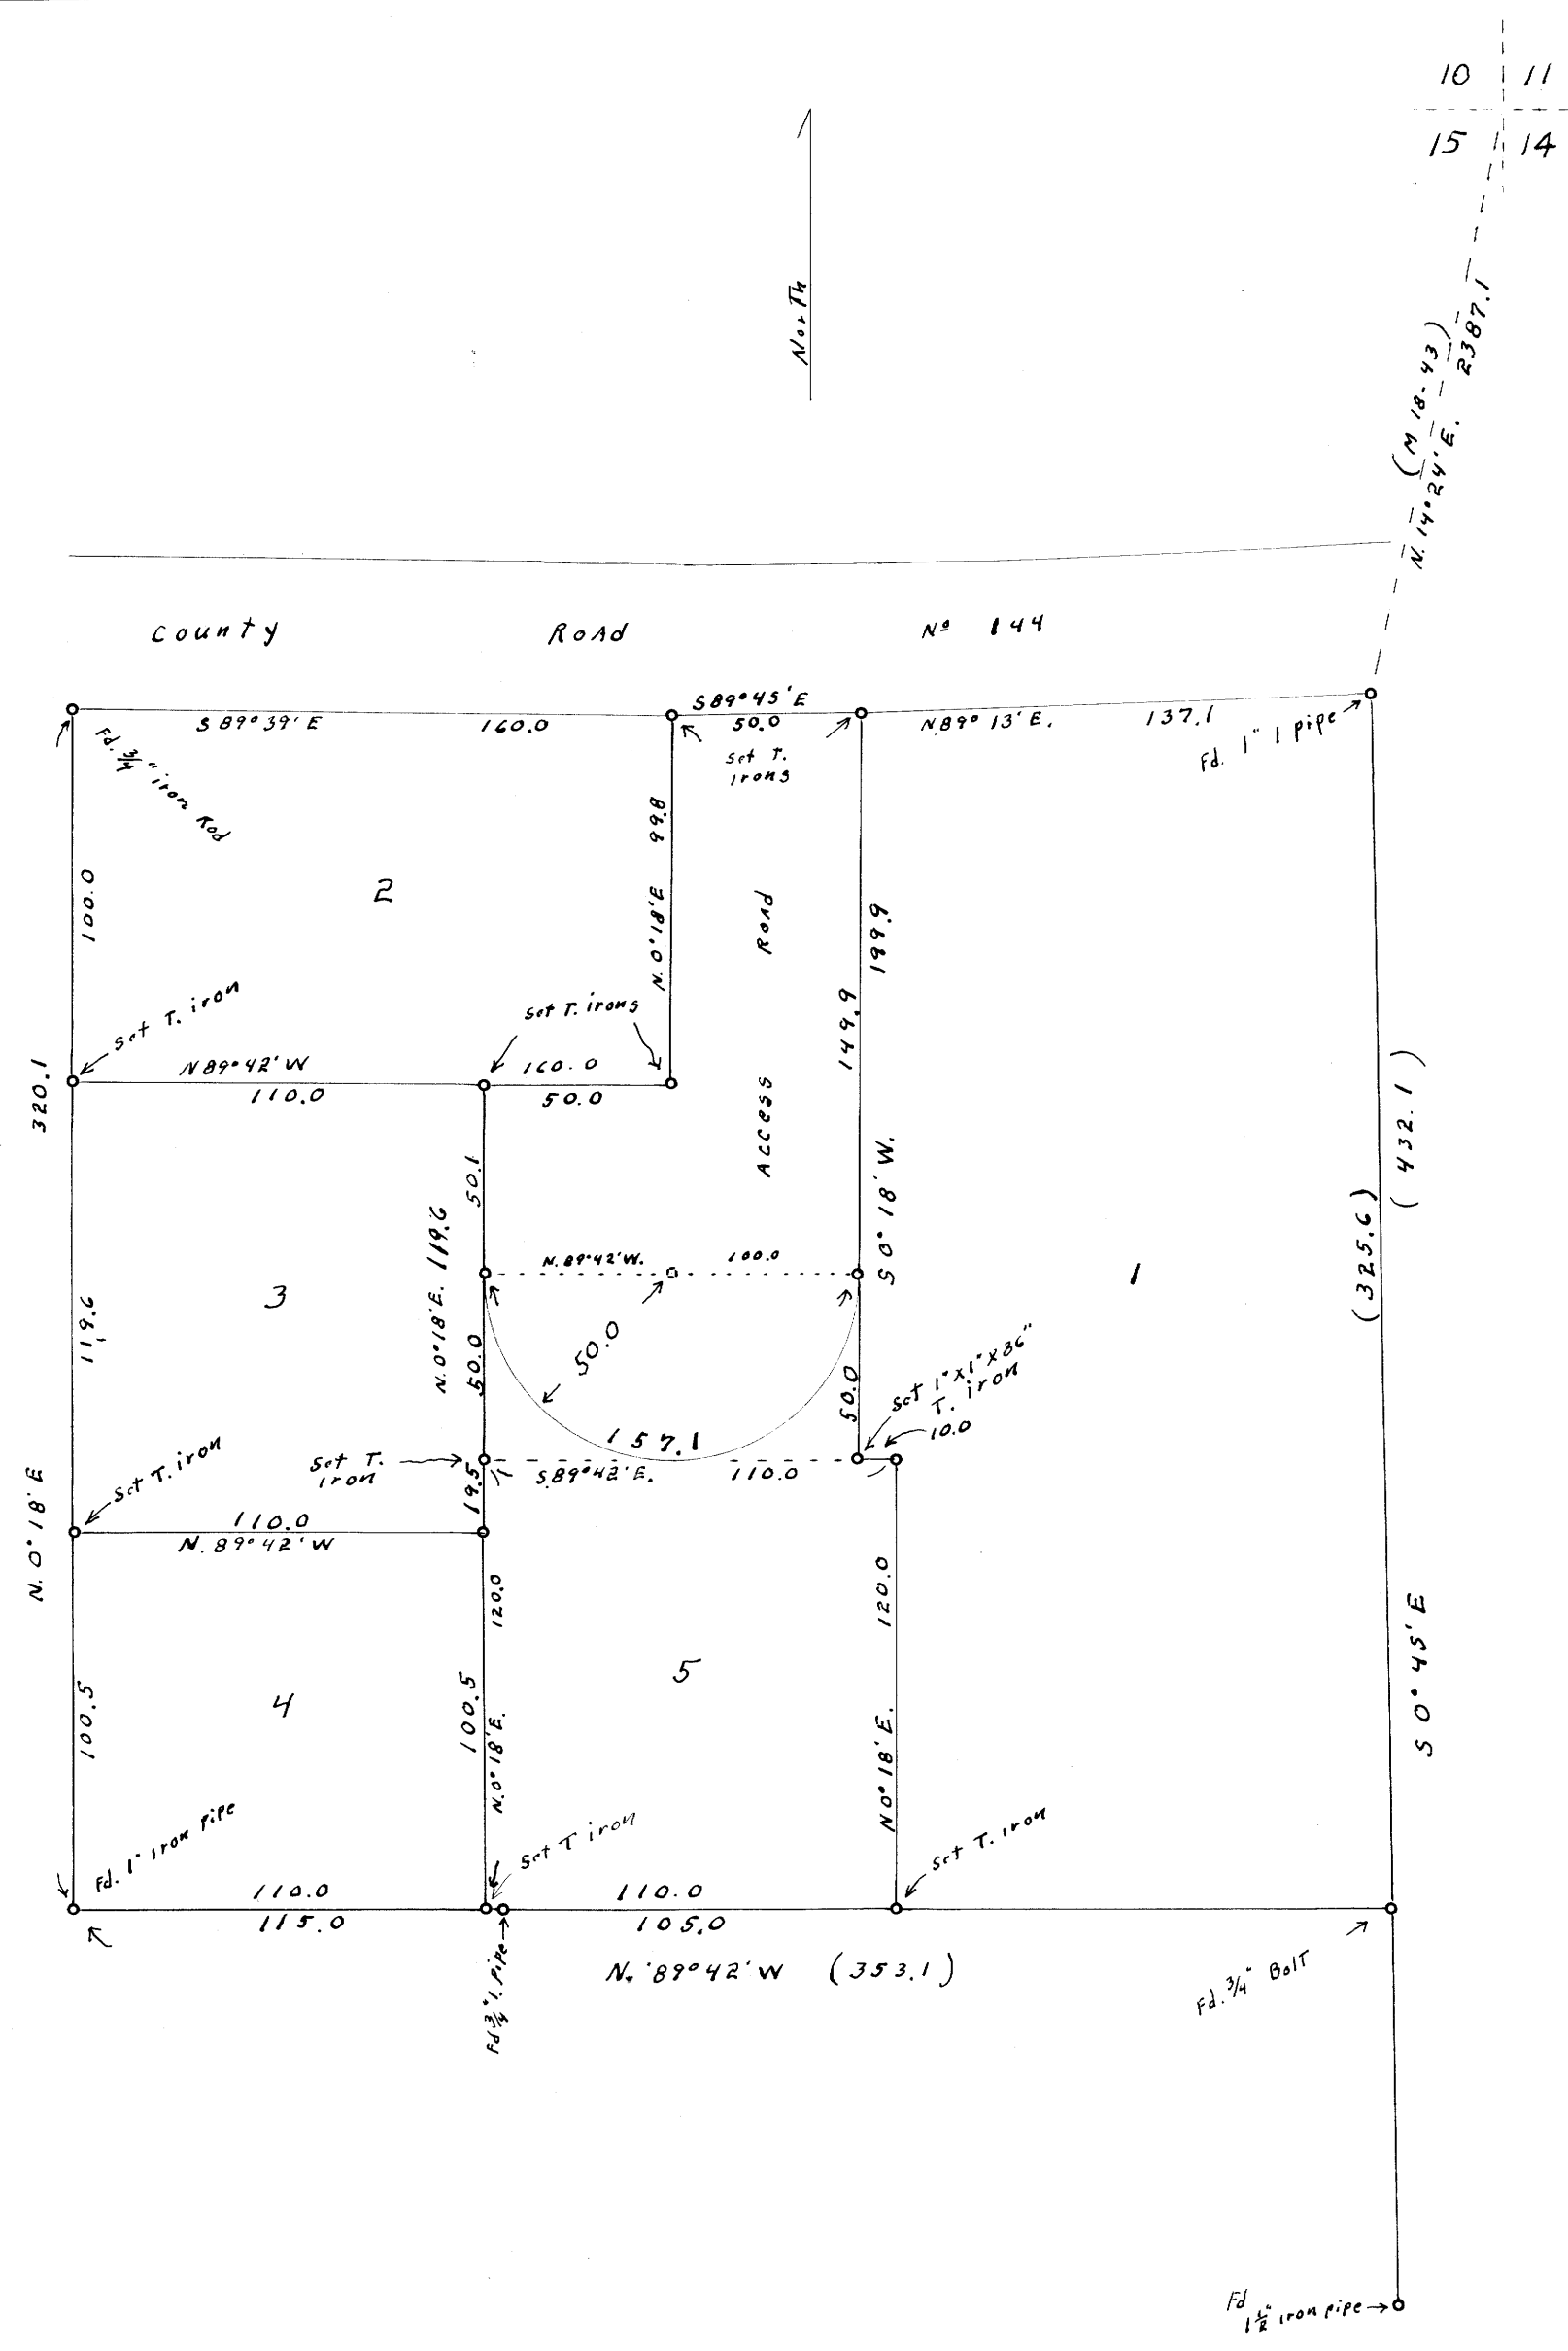 10 11
15 14
North
(M 18-43)
N. 14° 24' E. 2387.1
County Road Nº 144
S 89° 39' E 160.0
S 89° 45' E
50.0
N 89° 13' E. 137.1
Fd. 3/4" iron Rod
Set T.
irons
Fd. 1" I pipe
100.0
2
N. 0° 18' E 99.8
ACCESS ROAD
199.9
149.9
S 0° 18' W.
Set T. iron
Set T. irons
320.1
N 89° 42' W
110.0
160.0
50.0
(432.1)
(325.6)
50.1
N. 0° 18' E. 119.6
N. 89° 42' W. 100.0
3
119.6
50.0
50.0
157.1
50.0
1
Set 1" x 1" x 36"
T. iron
10.0
Set T. iron
Set T.
iron
S. 89° 42' E. 110.0
19.5
110.0
N. 89° 42' W
N. 0° 18' E
120.0
120.0
4
5
100.5
100.5
N. 0° 18' E.
N 0° 18' E.
S 0° 45' E
Fd. 1" Iron pipe
Set T iron
Set T. iron
110.0
115.0
110.0
105.0
N. 89° 42' W (353.1)
Fd 3/4" I. pipe
Fd. 3/4" Bolt
Fd
1 1/2" iron pipe